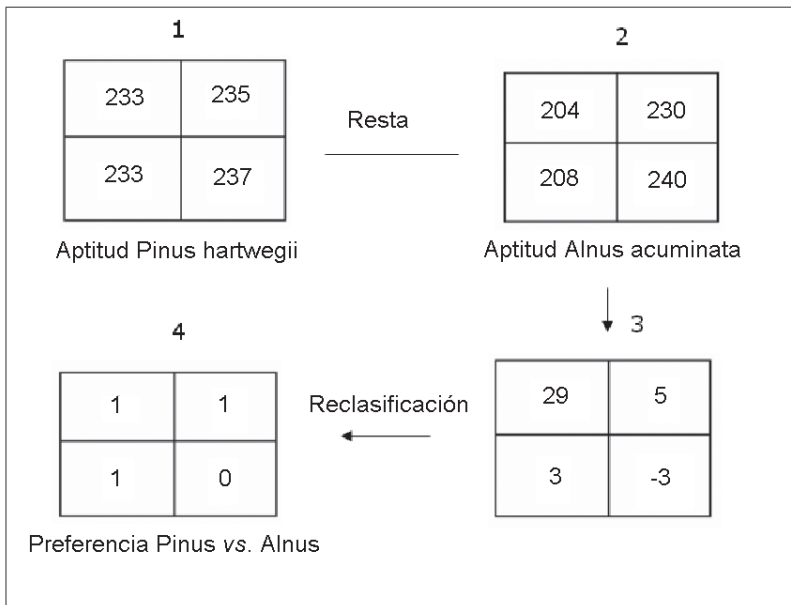 1
2
233 235
233 237
Resta
204 230
208 240
Aptitud Pinus hartwegii
Aptitud Alnus acuminata
3
4
1 1
1 0
Reclasificación
29 5
3 -3
Preferencia Pinus vs. Alnus